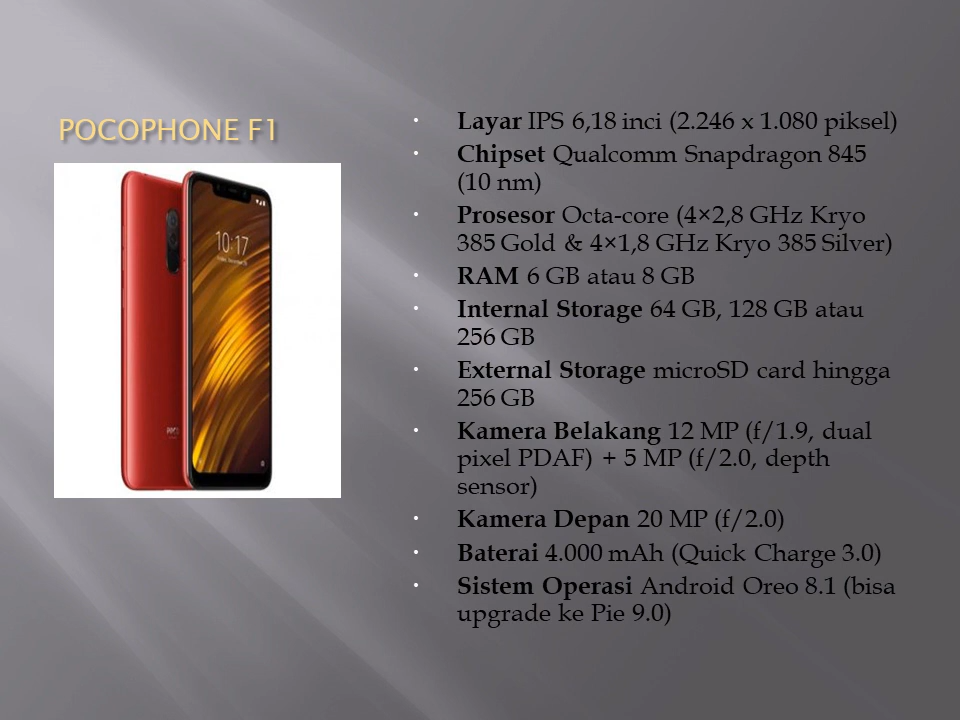 POCOPHONE F1
10:17
• Layar IPS 6,18 inci (2.246 x 1.080 piksel)
• Chipset Qualcomm Snapdragon 845
(10 nm)
• Prosesor Octa-core (4×2,8 GHz Kryo
385 Gold & 4×1,8 GHz Kryo 385 Silver)
• RAM 6 GB atau 8 GB
• Internal Storage 64 GB, 128 GB atau
256 GB
• External Storage microSD card hingga
256 GB
• Kamera Belakang 12 MP (f/1.9, dual
pixel PDAF) + 5 MP (f/2.0, depth
sensor)
• Kamera Depan 20 MP (f/2.0)
• Baterai 4.000 mAh (Quick Charge 3.0)
• Sistem Operasi Android Oreo 8.1 (bisa
upgrade ke Pie 9.0)